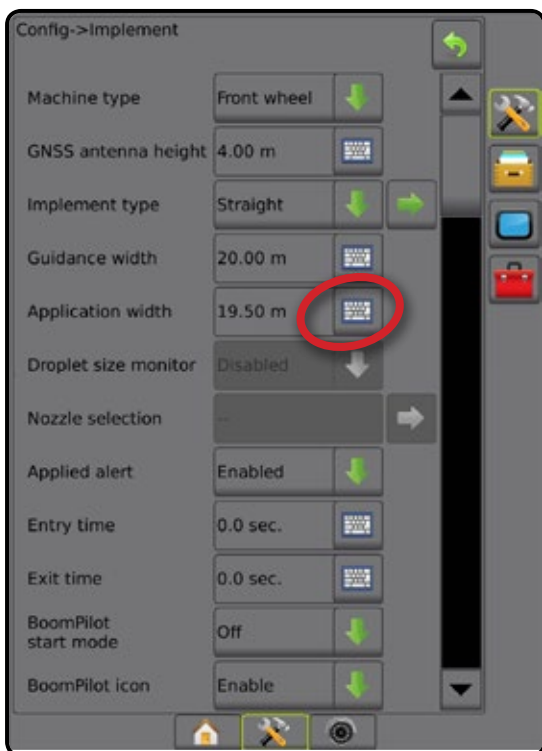 Config->Implement
Machine type Front wheel
GNSS antenna height 4.00 m
Implement type Straight
Guidance width 20.00 m
Application width 19.50 m
Droplet size monitor Disabled
Nozzle selection --
Applied alert Enabled
Entry time 0.0 sec.
Exit time 0.0 sec.
BoomPilot
start mode Off
BoomPilot icon Enable